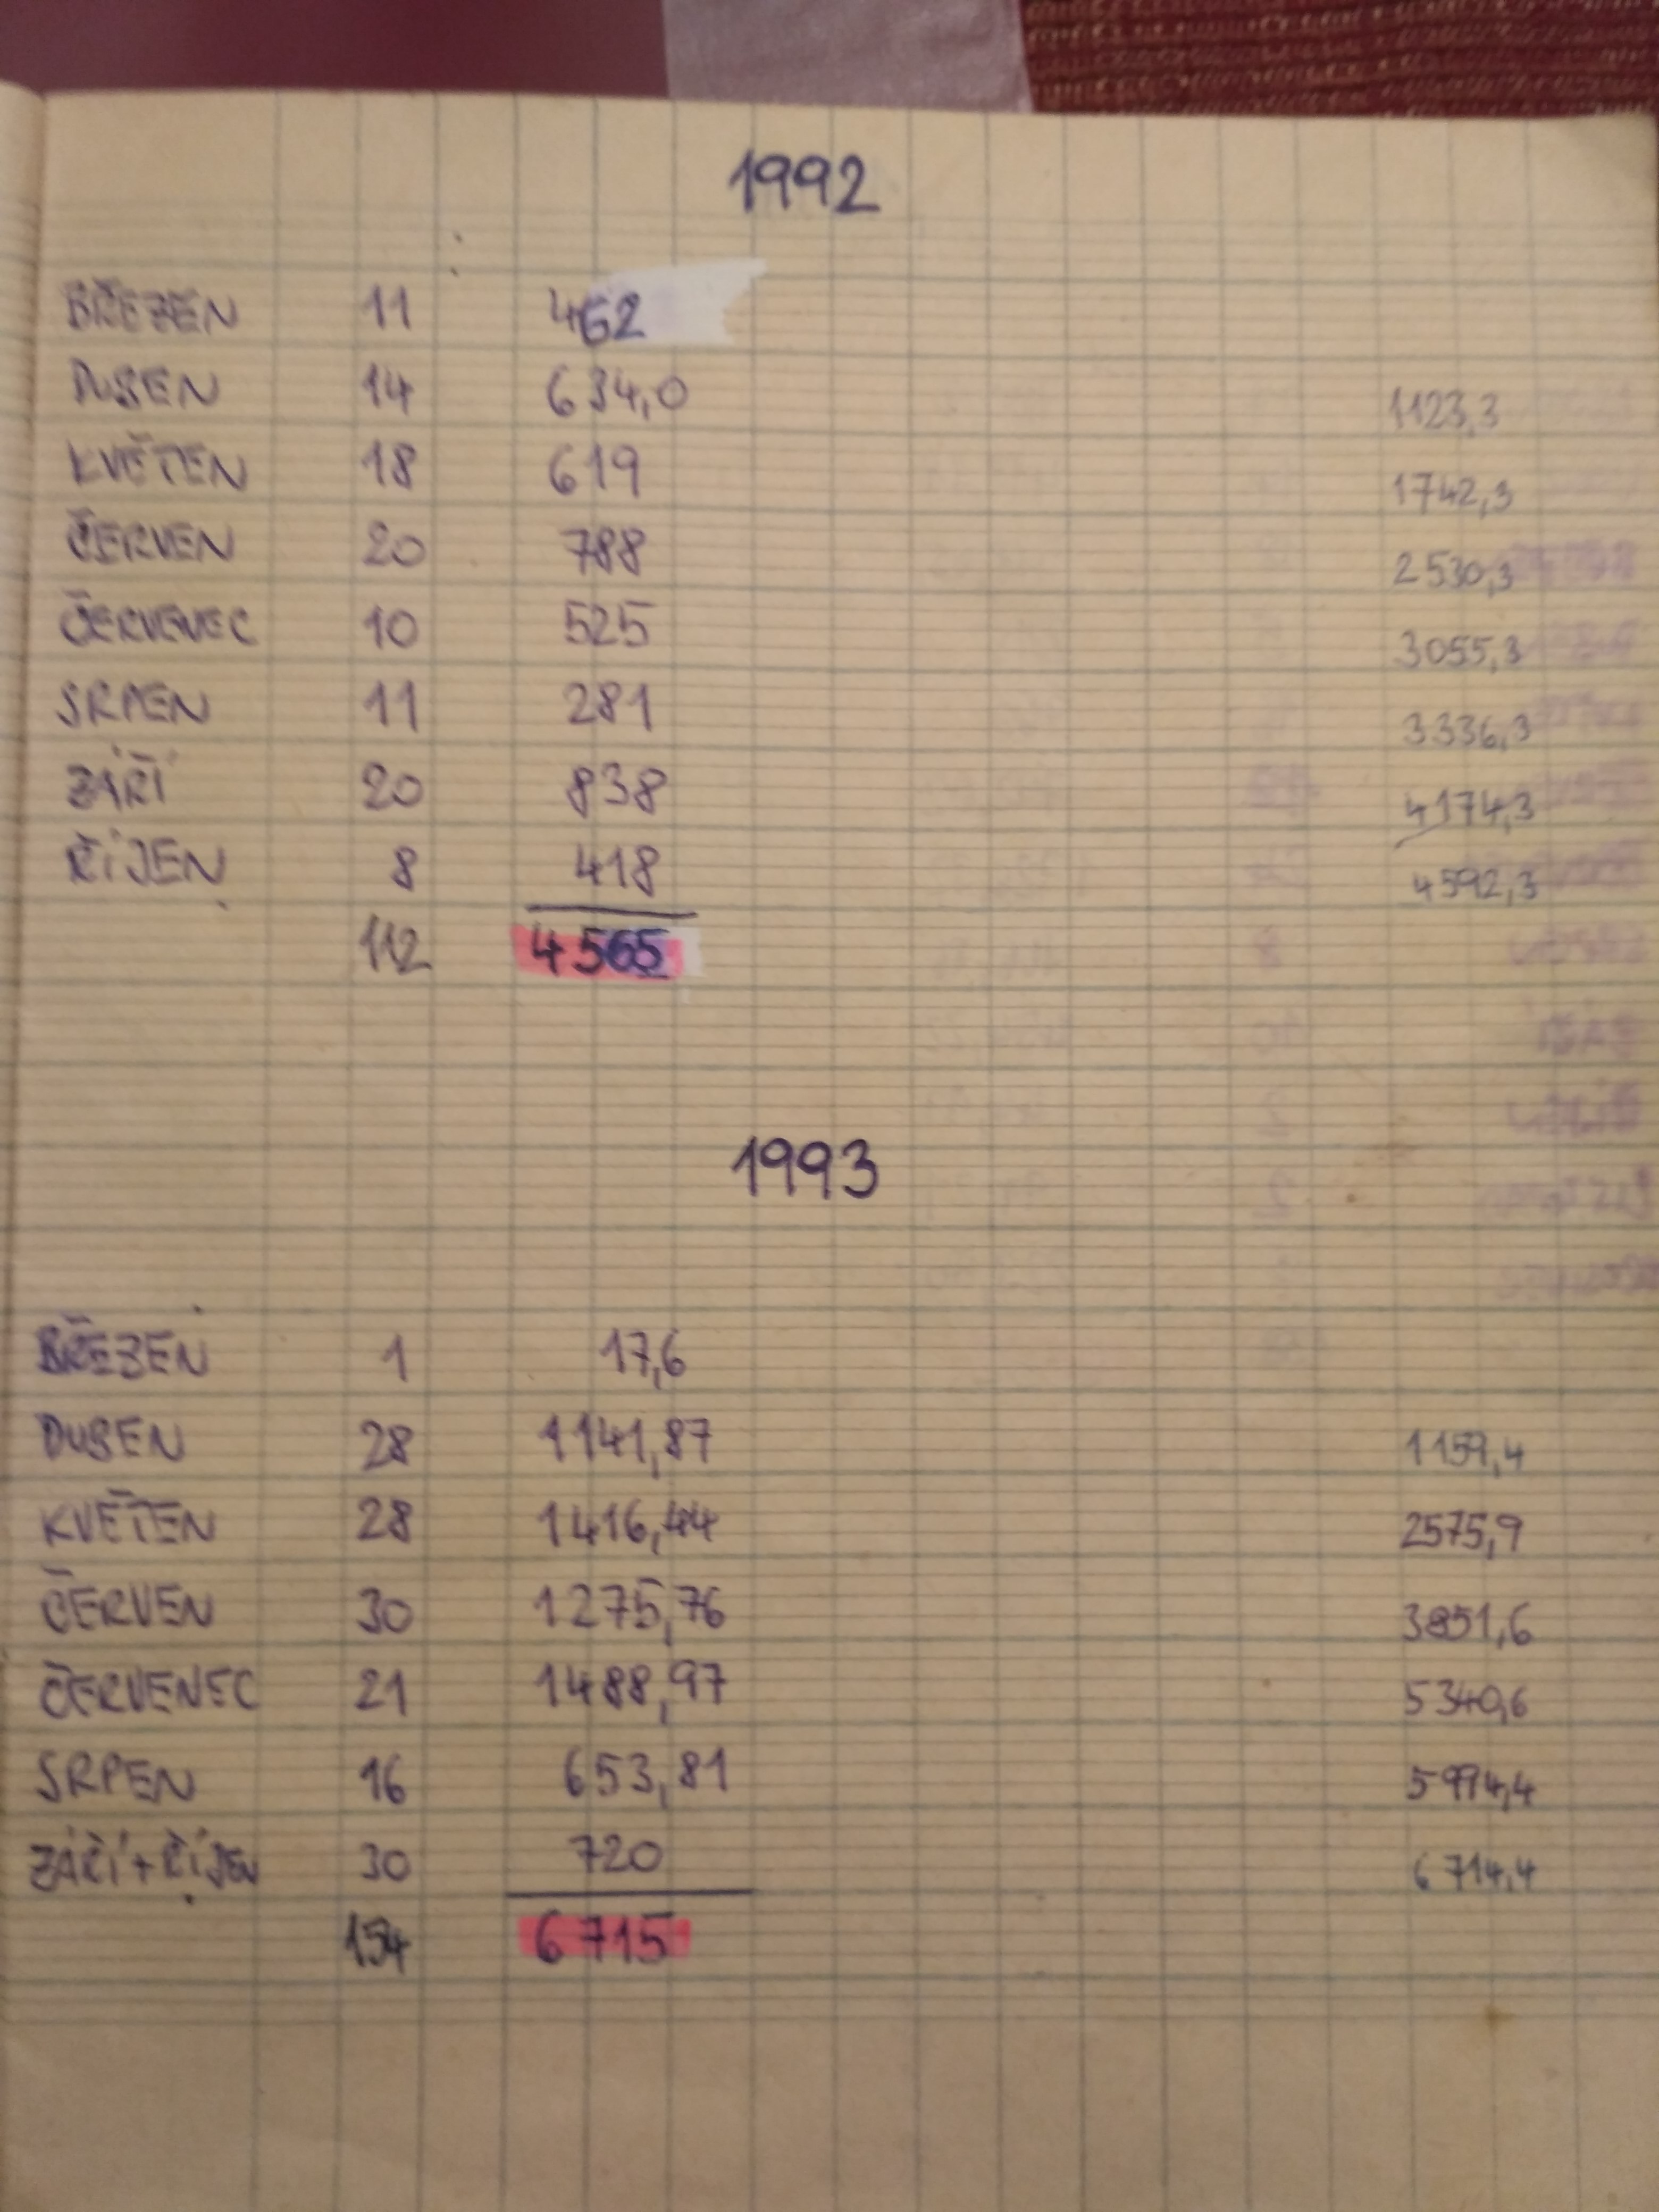 1992
BŘEZEN 11 462
DUBEN 14 634,0 1123,3
KVĚTEN 18 619 1742,3
ČERVEN 20 788 2530,3
ČERVENEC 10 525 3055,3
SRPEN 11 281 3336,3
ZÁŘÍ 20 838 4174,3
ŘÍJEN 8 418 4592,3
112 4565
1993
BŘEZEN 1 17,6
DUBEN 28 1141,87 1159,4
KVĚTEN 28 1416,44 2575,9
ČERVEN 30 1275,76 3851,6
ČERVENEC 21 1488,97 5340,6
SRPEN 16 653,81 5994,4
ZÁŘÍ+ŘÍJEN 30 720 6714,4
154 6715